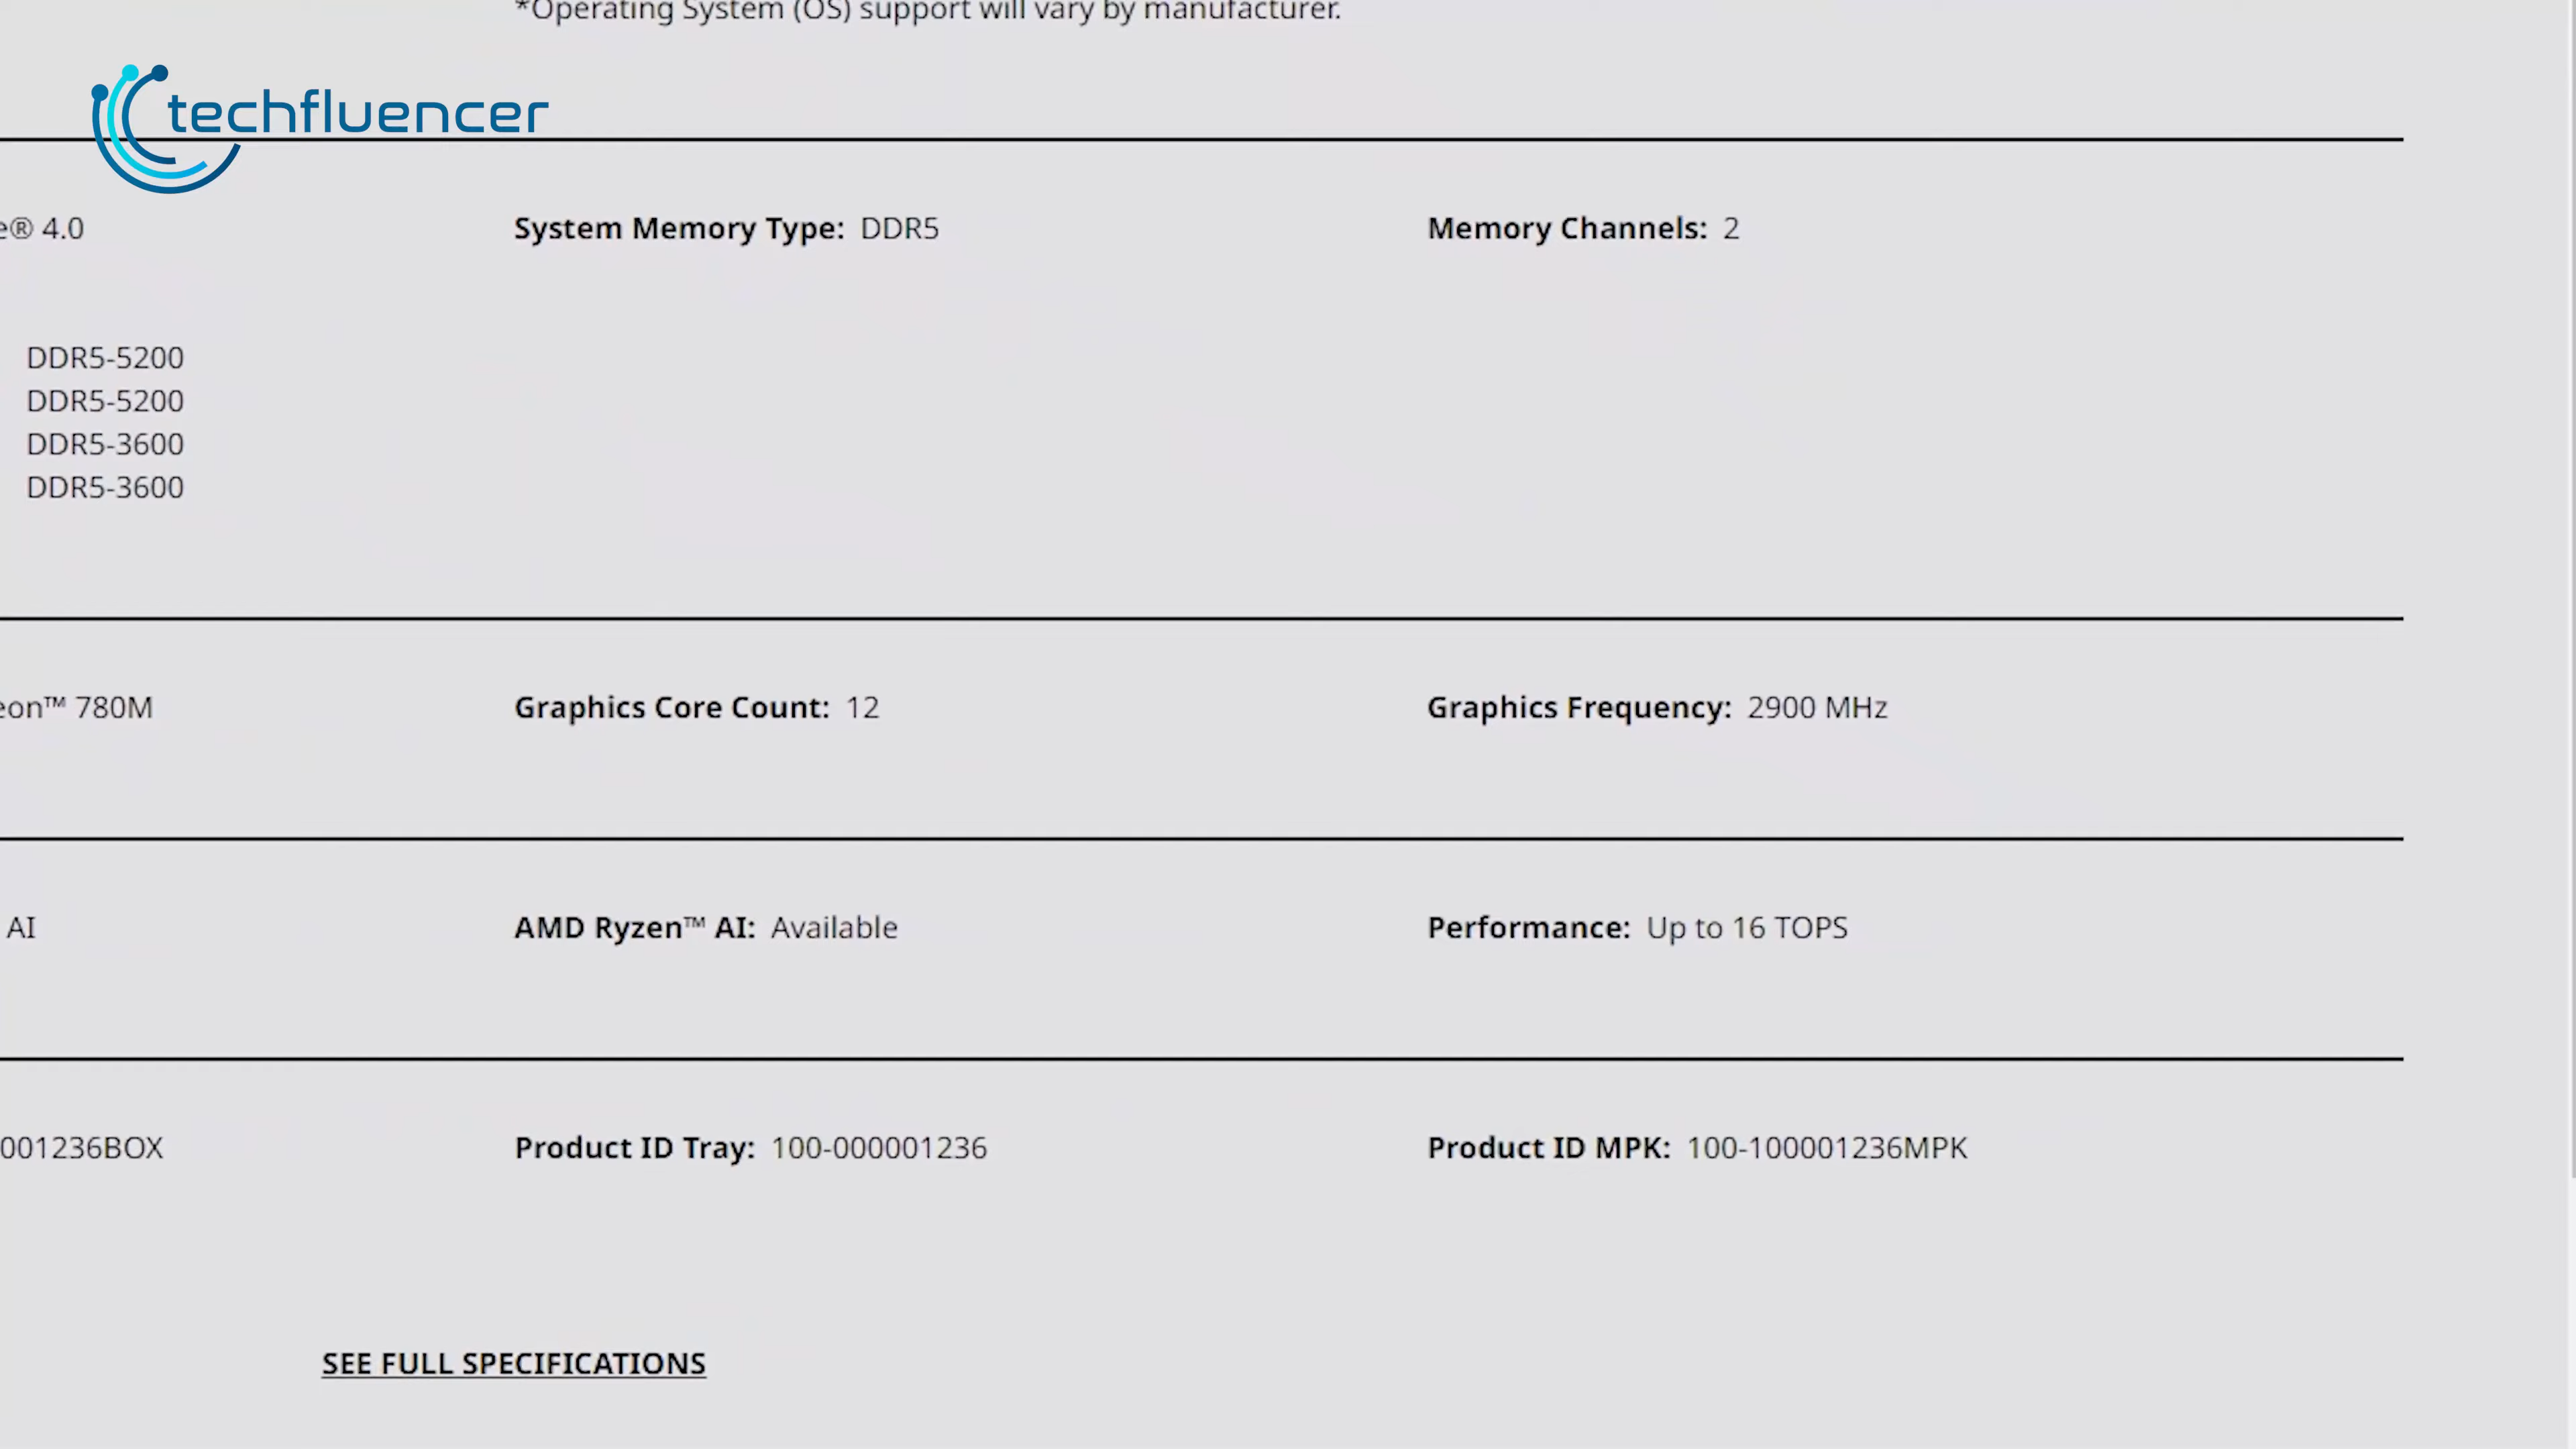 *Operating System (OS) support will vary by manufacturer.
techfluencer
e® 4.0 System Memory Type: DDR5 Memory Channels: 2
DDR5-5200
DDR5-5200
DDR5-3600
DDR5-3600
eon™ 780M Graphics Core Count: 12 Graphics Frequency: 2900 MHz
AI AMD Ryzen™ AI: Available Performance: Up to 16 TOPS
001236BOX Product ID Tray: 100-000001236 Product ID MPK: 100-100001236MPK
SEE FULL SPECIFICATIONS